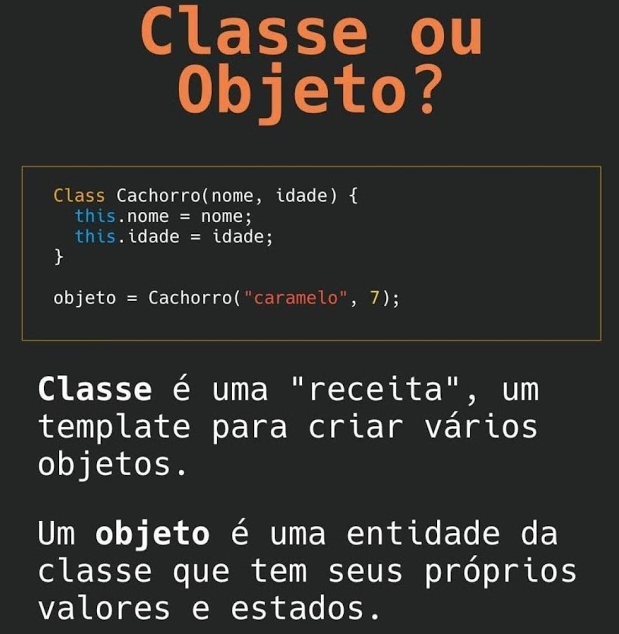 Classe ou
Objeto?
Class Cachorro(nome, idade) {
this.nome = nome;
this.idade = idade;
}
objeto = Cachorro("caramelo", 7);
Classe é uma "receita", um
template para criar vários
objetos.
Um objeto é uma entidade da
classe que tem seus próprios
valores e estados.